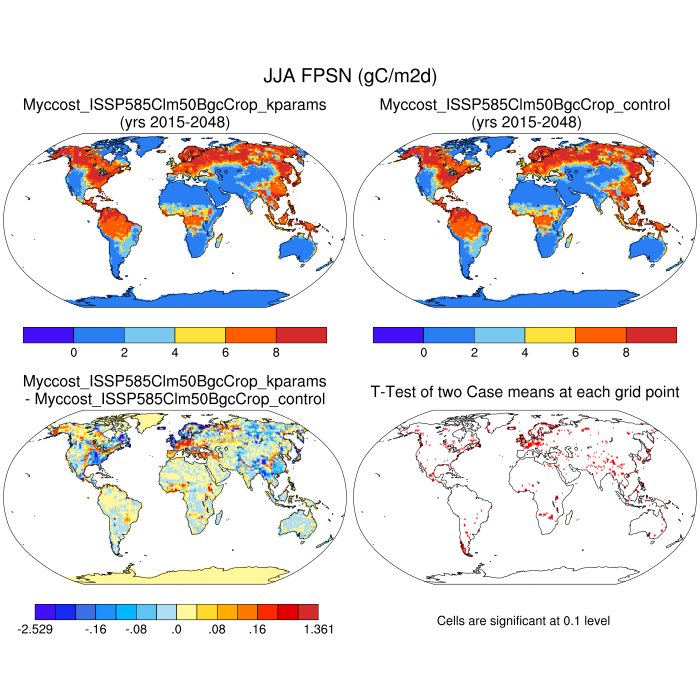 JJA FPSN (gC/m2d)
Myccost_ISSP585Clm50BgcCrop_kparams
(yrs 2015-2048)
Myccost_ISSP585Clm50BgcCrop_control
(yrs 2015-2048)
0 2 4 6 8
0 2 4 6 8
Myccost_ISSP585Clm50BgcCrop_kparams
- Myccost_ISSP585Clm50BgcCrop_control
T-Test of two Case means at each grid point
-2.529 -.16 -.08 .0 .08 .16 1.361
Cells are significant at 0.1 level